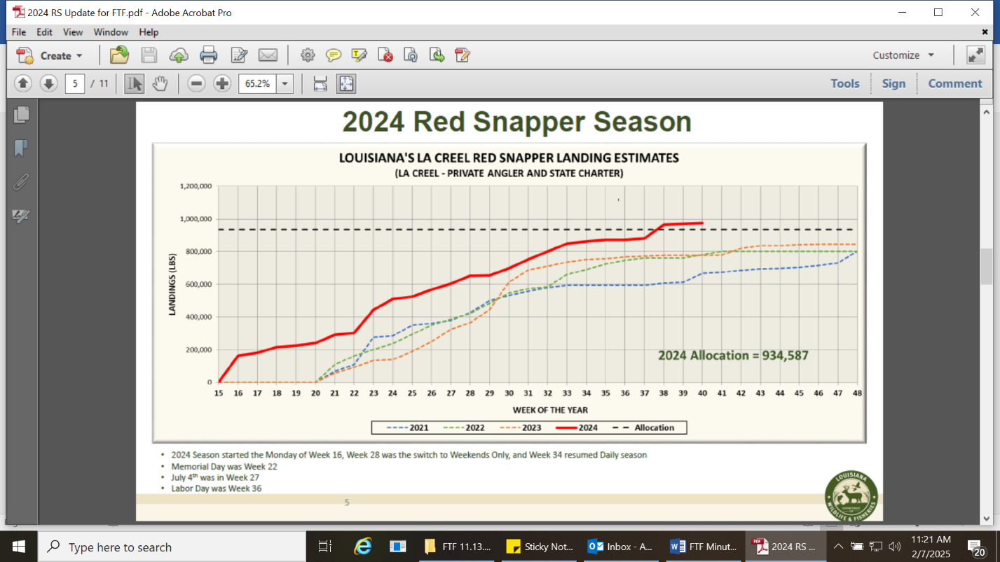 2024 RS Update for FTF.pdf - Adobe Acrobat Pro
File Edit View Window Help
Create Customize
5 / 11 65.2% Tools Sign Comment
2024 Red Snapper Season
LOUISIANA'S LA CREEL RED SNAPPER LANDING ESTIMATES
(LA CREEL - PRIVATE ANGLER AND STATE CHARTER)
LANDINGS (LBS)
1,200,000
1,000,000
800,000
600,000
400,000
200,000
0
2024 Allocation = 934,587
15 16 17 18 19 20 21 22 23 24 25 26 27 28 29 30 31 32 33 34 35 36 37 38 39 40 41 42 43 44 45 46 47 48
WEEK OF THE YEAR
2021 2022 2023 2024 Allocation
• 2024 Season started the Monday of Week 16, Week 28 was the switch to Weekends Only, and Week 34 resumed Daily season
• Memorial Day was Week 22
• July 4th was in Week 27
• Labor Day was Week 36
5
LOUISIANA
DEPARTMENT OF
WILDLIFE & FISHERIES
Type here to search
FTF 11.13.... Sticky Not... Inbox - A... FTF Minut... 2024 RS ...
11:21 AM
2/7/2025
20